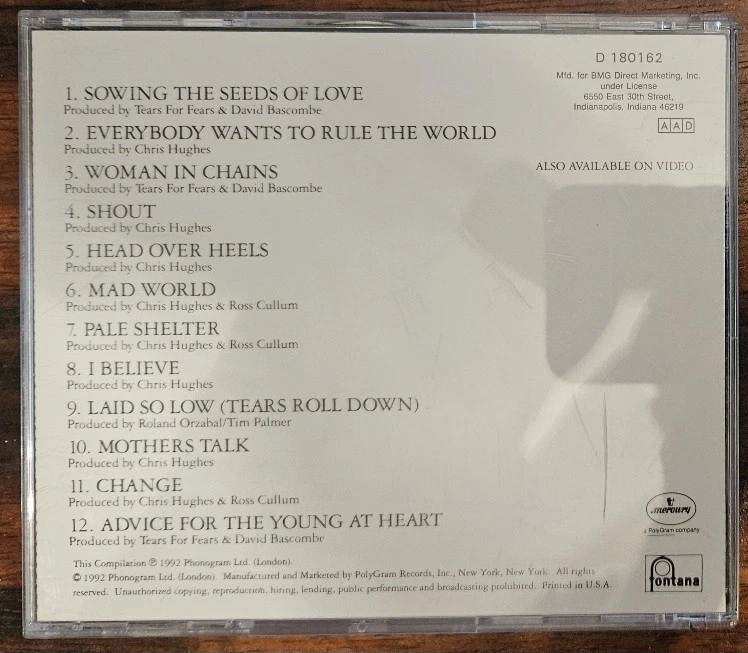 D 180162
Mfd. for BMG Direct Marketing, Inc.
under License
6550 East 30th Street,
Indianapolis, Indiana 46219
AAD
ALSO AVAILABLE ON VIDEO
1. SOWING THE SEEDS OF LOVE
Produced by Tears For Fears & David Bascombe
2. EVERYBODY WANTS TO RULE THE WORLD
Produced by Chris Hughes
3. WOMAN IN CHAINS
Produced by Tears For Fears & David Bascombe
4. SHOUT
Produced by Chris Hughes
5. HEAD OVER HEELS
Produced by Chris Hughes
6. MAD WORLD
Produced by Chris Hughes & Ross Cullum
7. PALE SHELTER
Produced by Chris Hughes & Ross Cullum
8. I BELIEVE
Produced by Chris Hughes
9. LAID SO LOW (TEARS ROLL DOWN)
Produced by Roland Orzabal/Tim Palmer
10. MOTHERS TALK
Produced by Chris Hughes
11. CHANGE
Produced by Chris Hughes & Ross Cullum
12. ADVICE FOR THE YOUNG AT HEART
Produced by Tears For Fears & David Bascombe
mercury
a PolyGram company
fontana
This Compilation ℗ 1992 Phonogram Ltd. (London).
© 1992 Phonogram Ltd. (London). Manufactured and Marketed by PolyGram Records, Inc., New York, New York. All rights
reserved. Unauthorized copying, reproduction, hiring, lending, public performance and broadcasting prohibited. Printed in U.S.A.